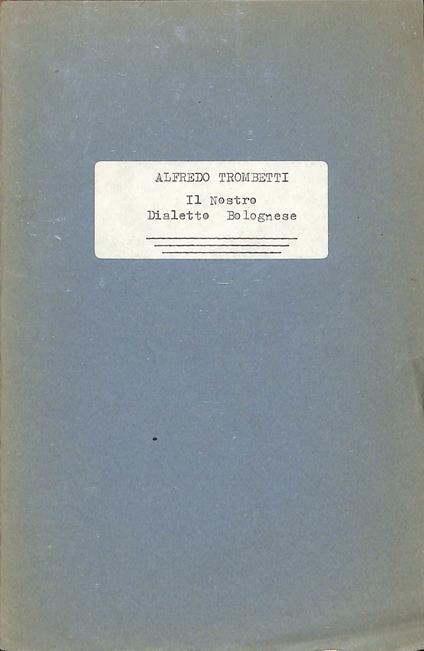 ALFREDO TROMBETTI
Il Nostro
Dialetto Bolognese